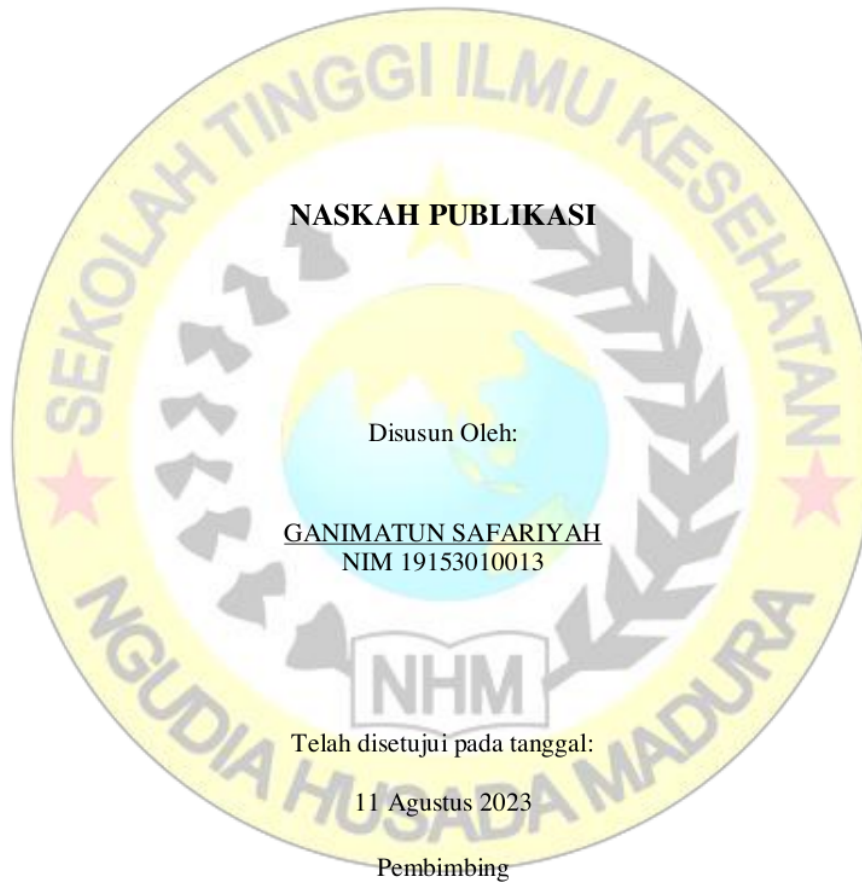 SEKOLAH TINGGI ILMU KESEHATAN
NASKAH PUBLIKASI
Disusun Oleh:
GANIMATUN SAFARIYAH
NIM 19153010013
NHM
Telah disetujui pada tanggal:
11 Agustus 2023
Pembimbing
NGUDIA HUSADA MADURA